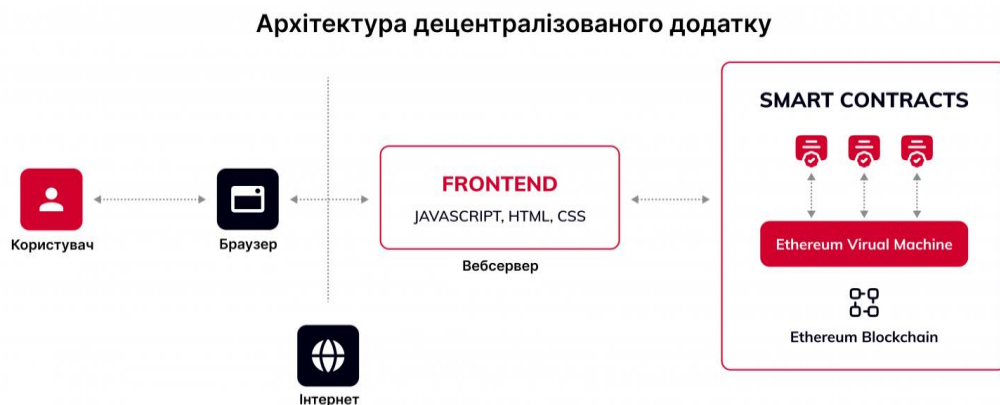 Архітектура децентралізованого додатку
SMART CONTRACTS
FRONTEND
JAVASCRIPT, HTML, CSS
Користувач
Браузер
Вебсервер
Ethereum Virual Machine
Ethereum Blockchain
Інтернет